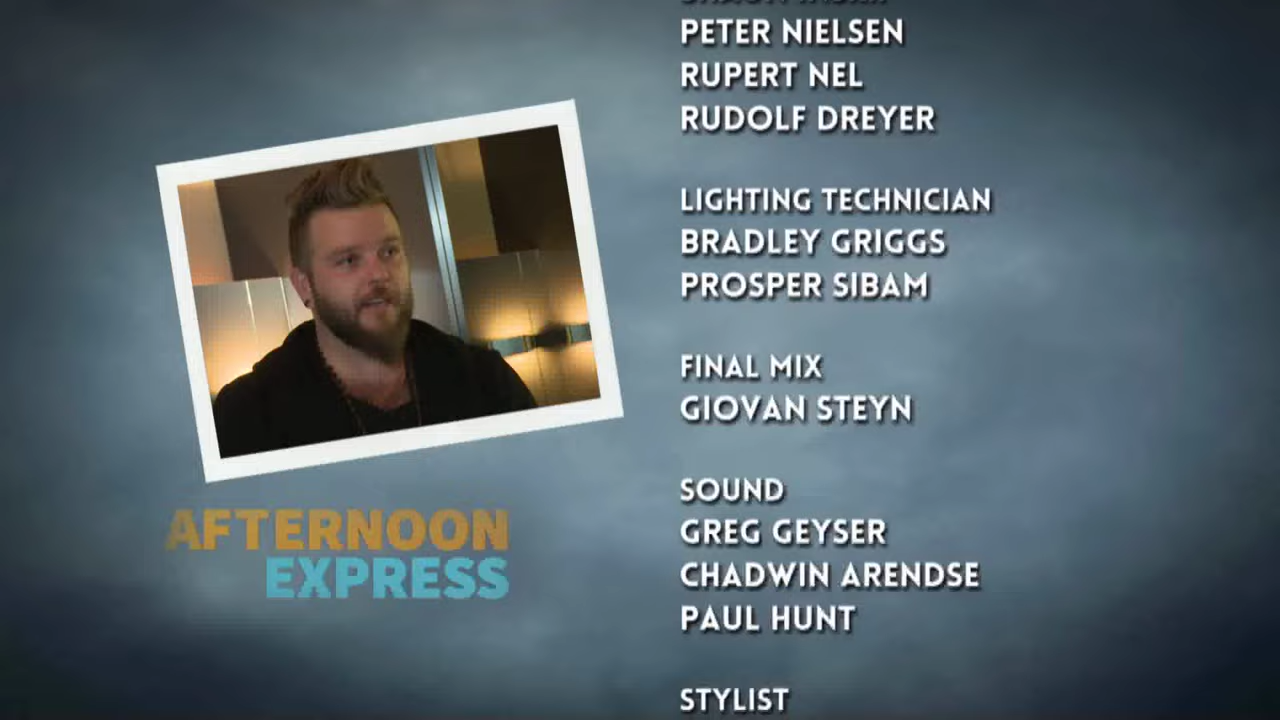 PETER NIELSEN
RUPERT NEL
RUDOLF DREYER
LIGHTING TECHNICIAN
BRADLEY GRIGGS
PROSPER SIBAM
FINAL MIX
GIOVAN STEYN
SOUND
GREG GEYSER
CHADWIN ARENDSE
PAUL HUNT
STYLIST
AFTERNOON
EXPRESS